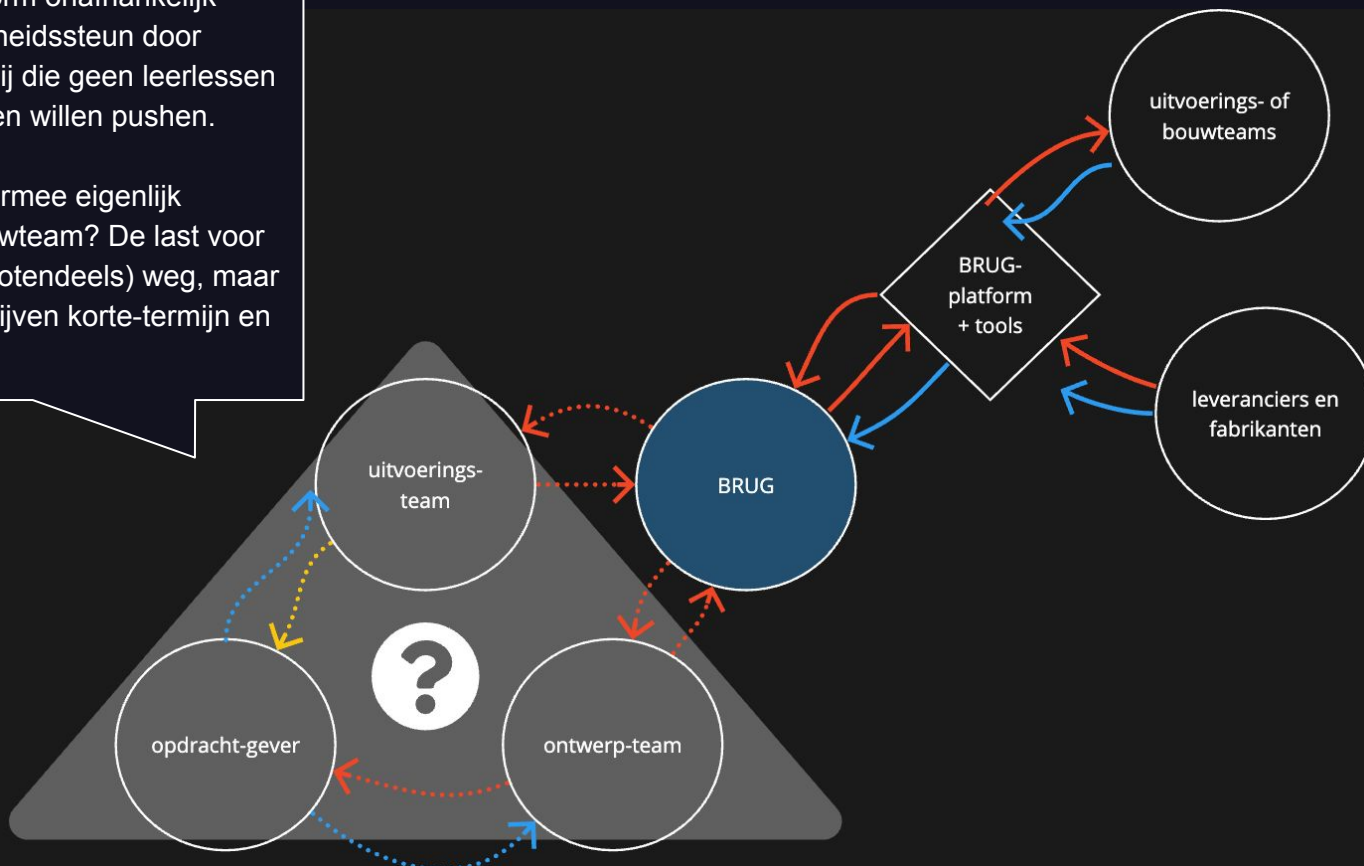 onafhankelijk
heidssteun door
ij die geen leerlessen
en willen pushen.
rmee eigenlijk
wteam? De last voor
otendeels) weg, maar
ijven korte-termijn en
uitvoerings- of
bouwteams
BRUG-
platform
+ tools
leveranciers en
fabrikanten
uitvoerings-
team
BRUG
?
opdracht-gever
ontwerp-team